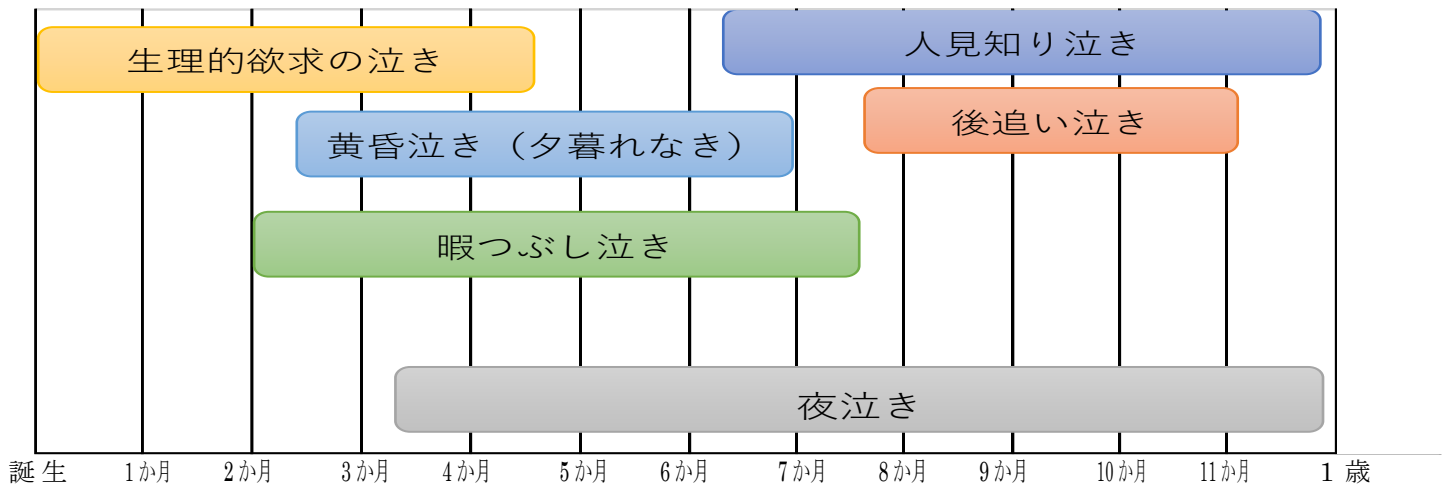 生理的欲求の泣き
人見知り泣き
後追い泣き
黄昏泣き（夕暮れなき）
暇つぶし泣き
夜泣き
誕生 1か月 2か月 3か月 4か月 5か月 6か月 7か月 8か月 9か月 10か月 11か月 1歳